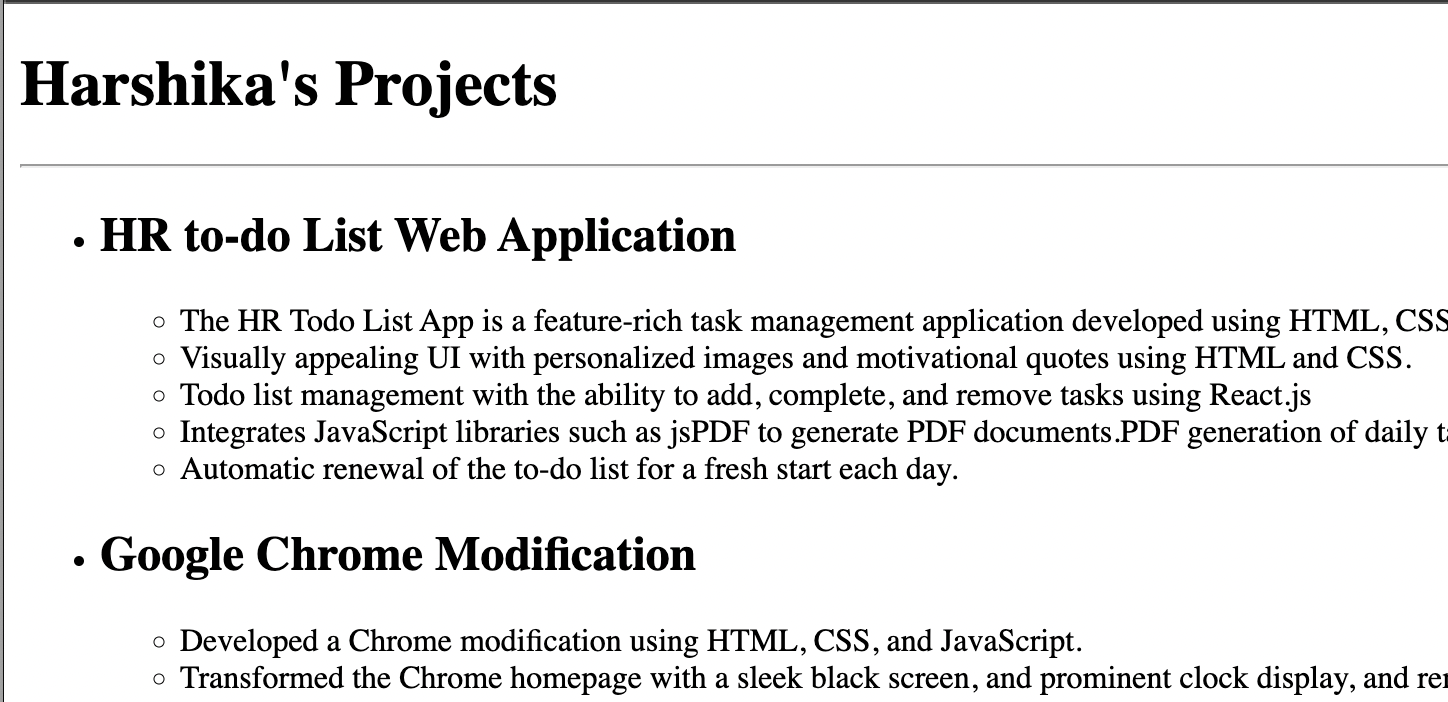 Harshika's Projects
HR to-do List Web Application
The HR Todo List App is a feature-rich task management application developed using HTML, CSS
Visually appealing UI with personalized images and motivational quotes using HTML and CSS.
Todo list management with the ability to add, complete, and remove tasks using React.js
Integrates JavaScript libraries such as jsPDF to generate PDF documents.PDF generation of daily
Automatic renewal of the to-do list for a fresh start each day.
Google Chrome Modification
Developed a Chrome modification using HTML, CSS, and JavaScript.
Transformed the Chrome homepage with a sleek black screen, and prominent clock display, and